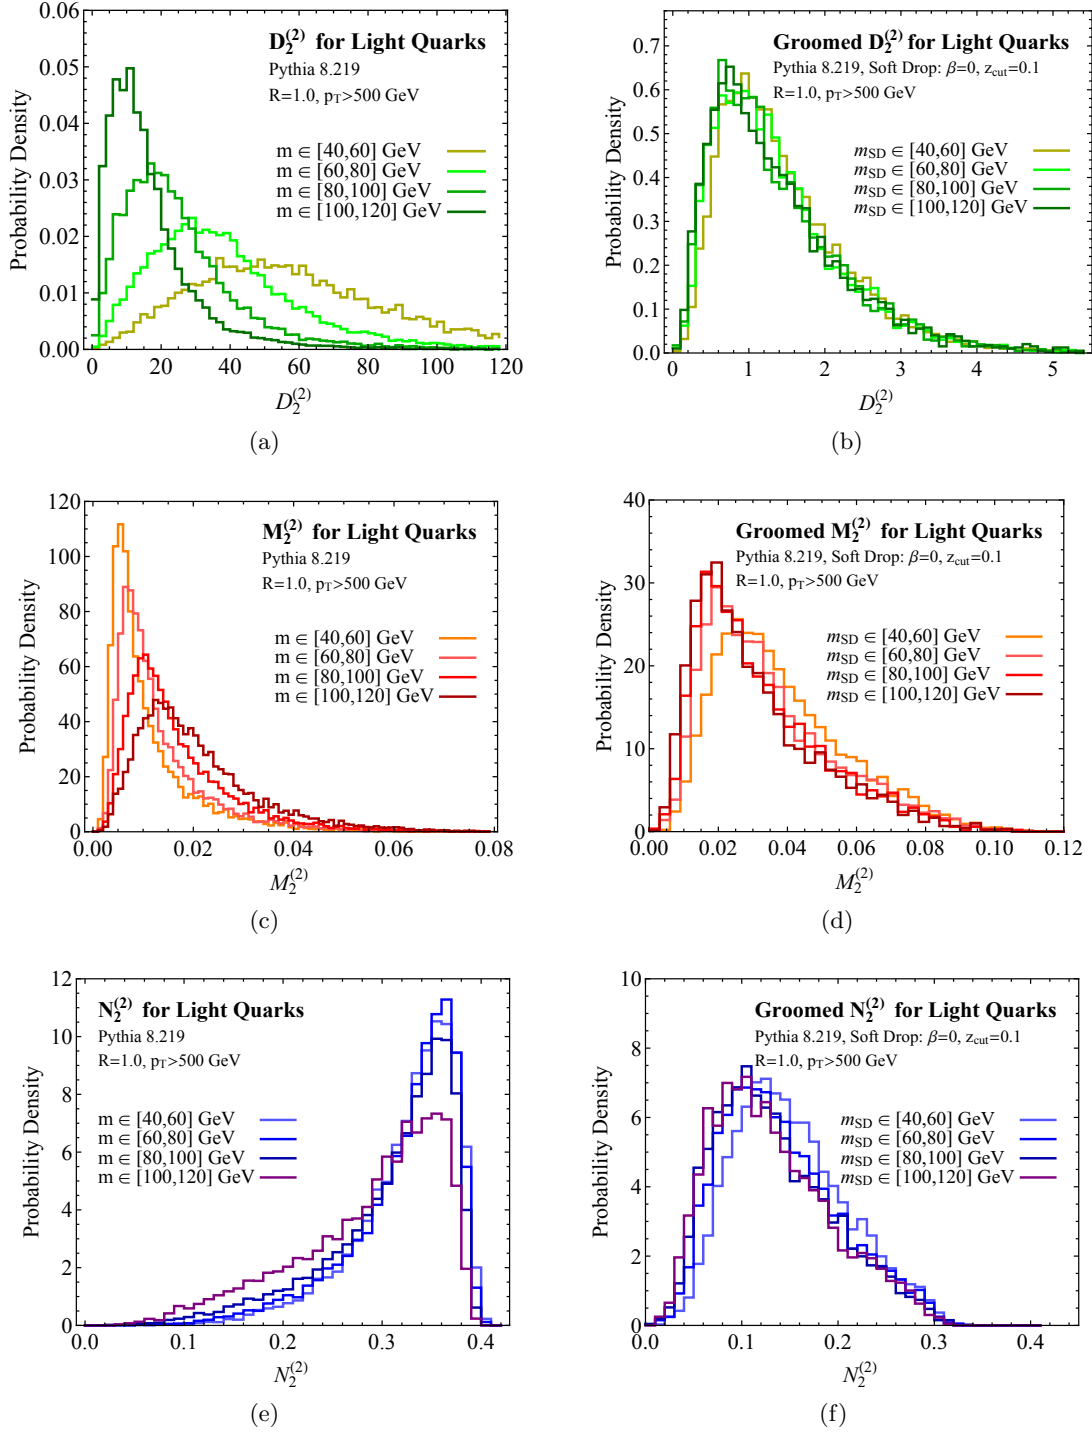 D₂⁽²⁾ for Light Quarks
Pythia 8.219
R=1.0, pT>500 GeV
m ∈ [40,60] GeV
m ∈ [60,80] GeV
m ∈ [80,100] GeV
m ∈ [100,120] GeV
Probability Density
0.06
0.05
0.04
0.03
0.02
0.01
0.00
0 20 40 60 80 100 120
D₂⁽²⁾
(a)
Groomed D₂⁽²⁾ for Light Quarks
Pythia 8.219, Soft Drop: β=0, zcut=0.1
R=1.0, pT>500 GeV
mSD ∈ [40,60] GeV
mSD ∈ [60,80] GeV
mSD ∈ [80,100] GeV
mSD ∈ [100,120] GeV
Probability Density
0.7
0.6
0.5
0.4
0.3
0.2
0.1
0.0
0 1 2 3 4 5
D₂⁽²⁾
(b)
M₂⁽²⁾ for Light Quarks
Pythia 8.219
R=1.0, pT>500 GeV
m ∈ [40,60] GeV
m ∈ [60,80] GeV
m ∈ [80,100] GeV
m ∈ [100,120] GeV
Probability Density
120
100
80
60
40
20
0
0.00 0.02 0.04 0.06 0.08
M₂⁽²⁾
(c)
Groomed M₂⁽²⁾ for Light Quarks
Pythia 8.219, Soft Drop: β=0, zcut=0.1
R=1.0, pT>500 GeV
mSD ∈ [40,60] GeV
mSD ∈ [60,80] GeV
mSD ∈ [80,100] GeV
mSD ∈ [100,120] GeV
Probability Density
40
30
20
10
0
0.00 0.02 0.04 0.06 0.08 0.10 0.12
M₂⁽²⁾
(d)
N₂⁽²⁾ for Light Quarks
Pythia 8.219
R=1.0, pT>500 GeV
m ∈ [40,60] GeV
m ∈ [60,80] GeV
m ∈ [80,100] GeV
m ∈ [100,120] GeV
Probability Density
12
10
8
6
4
2
0
0.0 0.1 0.2 0.3 0.4
N₂⁽²⁾
(e)
Groomed N₂⁽²⁾ for Light Quarks
Pythia 8.219, Soft Drop: β=0, zcut=0.1
R=1.0, pT>500 GeV
mSD ∈ [40,60] GeV
mSD ∈ [60,80] GeV
mSD ∈ [80,100] GeV
mSD ∈ [100,120] GeV
Probability Density
10
8
6
4
2
0
0.0 0.1 0.2 0.3 0.4
N₂⁽²⁾
(f)